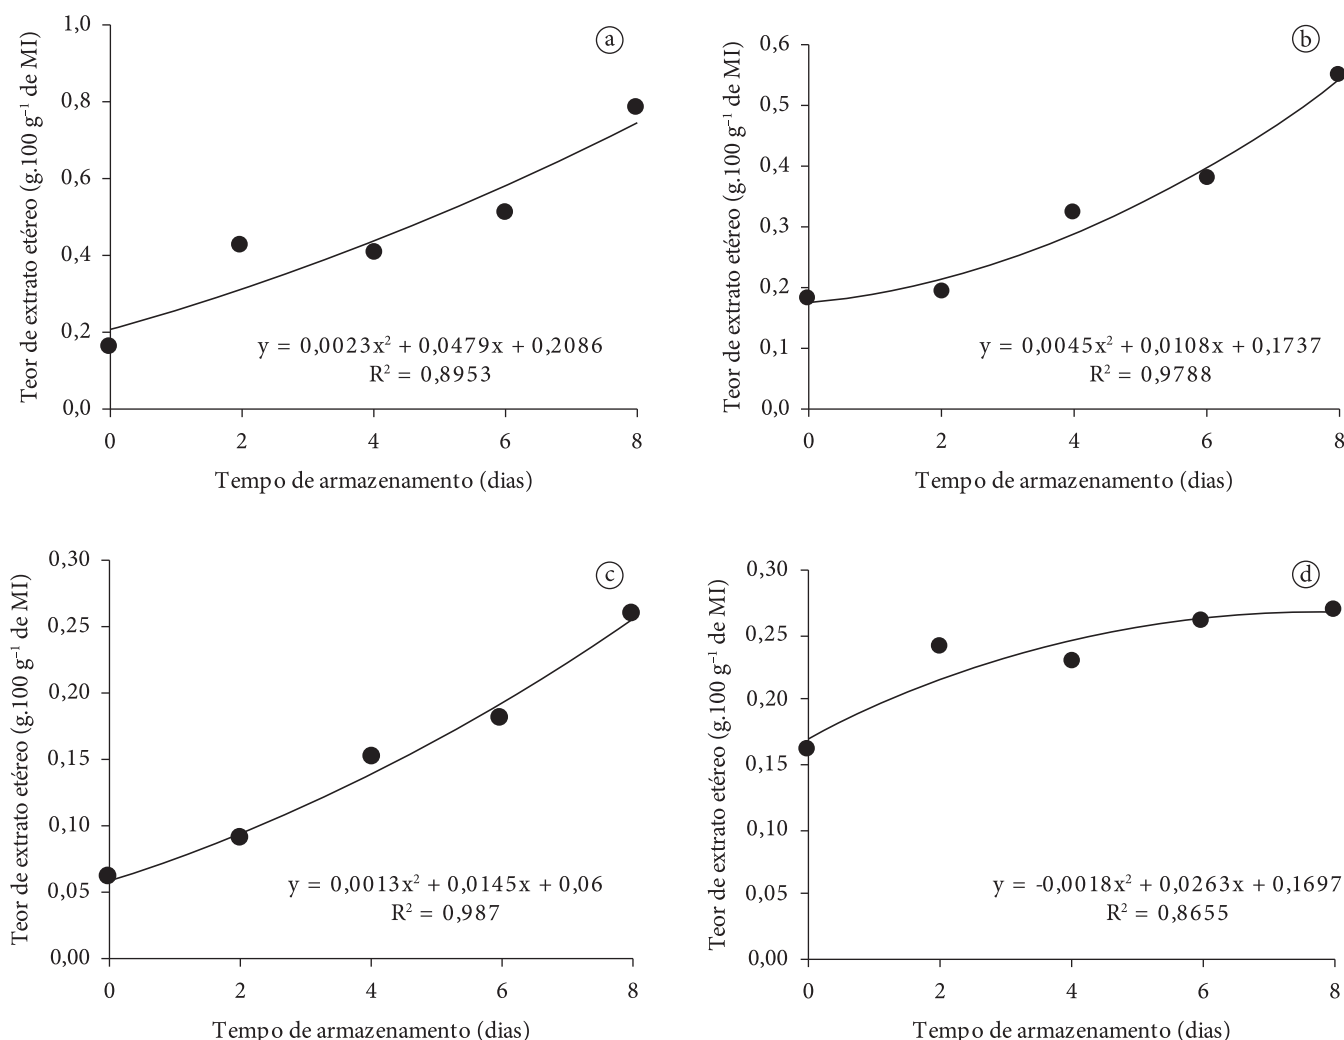 Teor de extrato etéreo (g.100 g⁻¹ de MI)
1,0
0,8
0,6
0,4
0,2
0,0
a
y = 0,0023x² + 0,0479x + 0,2086
R² = 0,8953
0 2 4 6 8
Tempo de armazenamento (dias)
Teor de extrato etéreo (g.100 g⁻¹ de MI)
0,6
0,5
0,4
0,3
0,2
0,1
0,0
b
y = 0,0045x² + 0,0108x + 0,1737
R² = 0,9788
0 2 4 6 8
Tempo de armazenamento (dias)
Teor de extrato etéreo (g.100 g⁻¹ de MI)
0,30
0,25
0,20
0,15
0,10
0,05
0,00
c
y = 0,0013x² + 0,0145x + 0,06
R² = 0,987
0 2 4 6 8
Tempo de armazenamento (dias)
Teor de extrato etéreo (g.100 g⁻¹ de MI)
0,30
0,25
0,20
0,15
0,10
0,05
0,00
d
y = -0,0018x² + 0,0263x + 0,1697
R² = 0,8655
0 2 4 6 8
Tempo de armazenamento (dias)